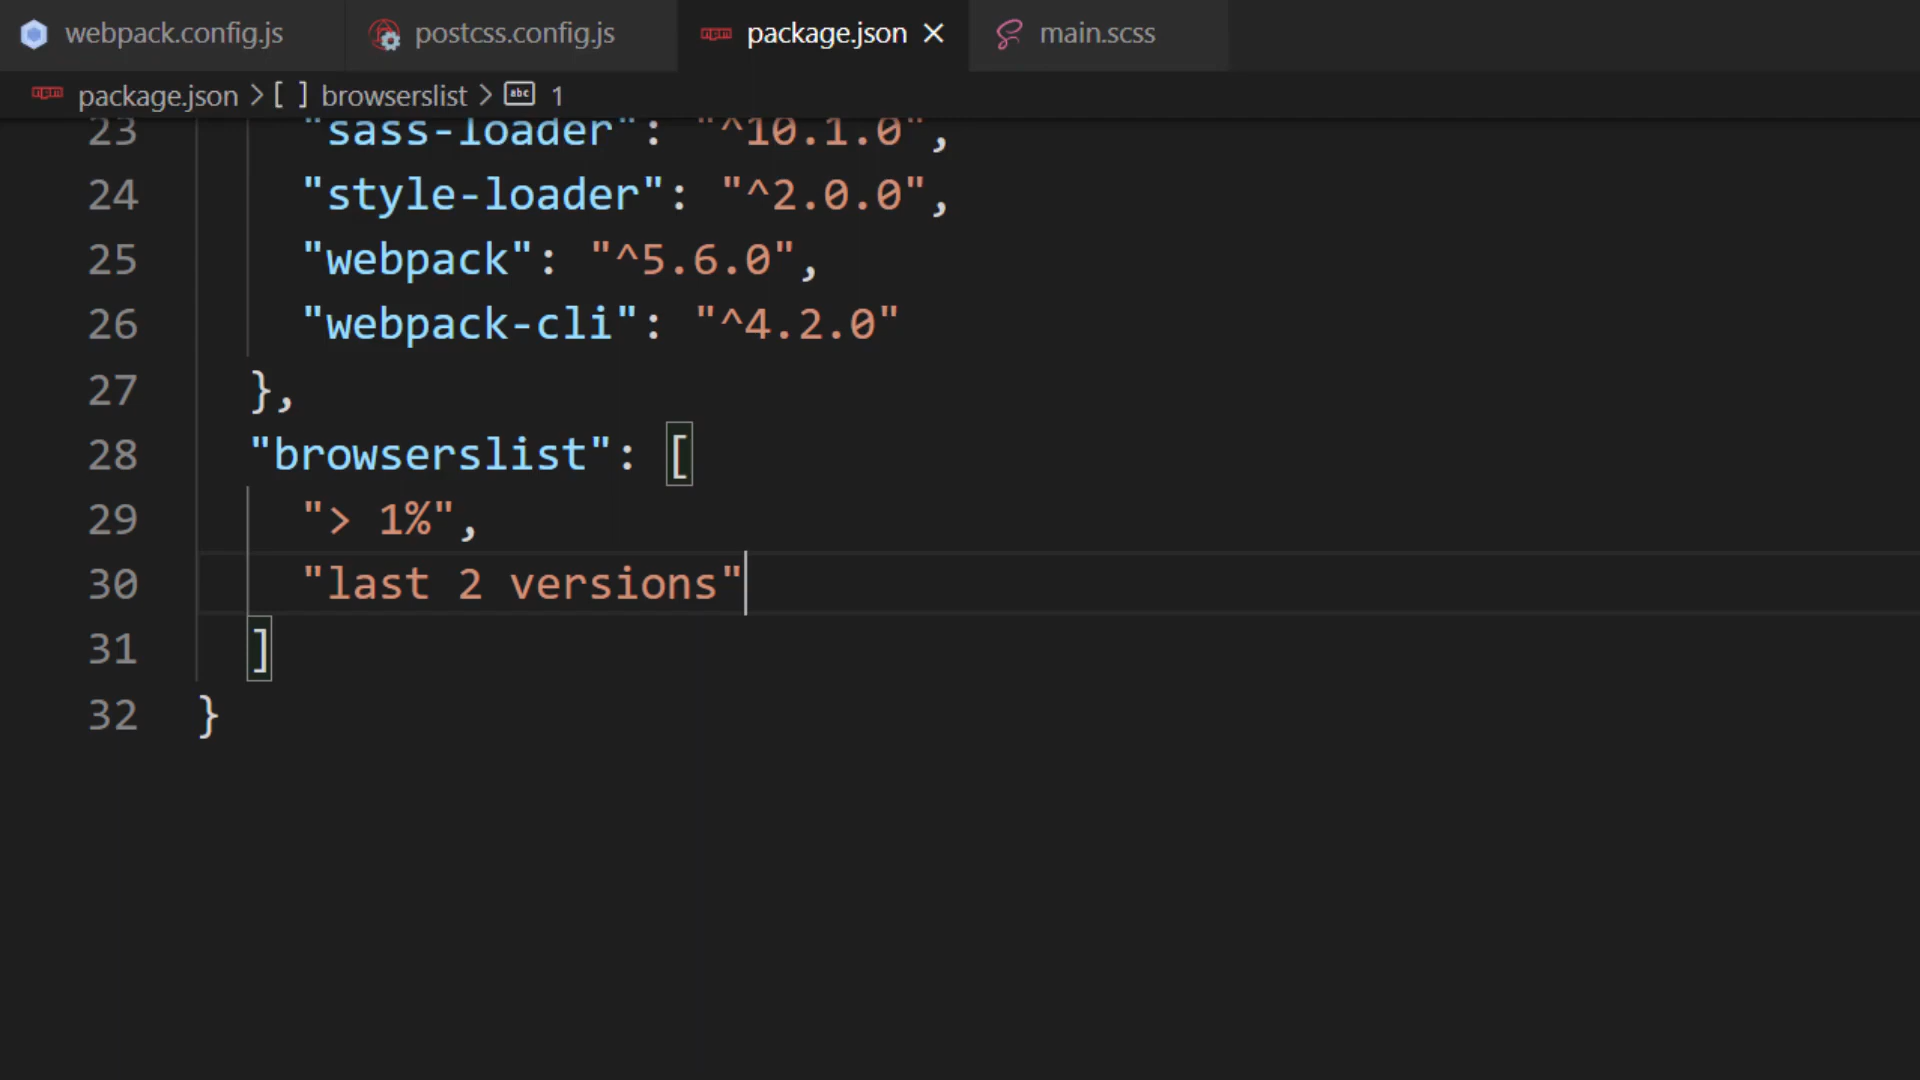 webpack.config.js postcss.config.js package.json main.scss
package.json > [ ] browserslist > abc 1
23 "sass-loader": "^10.1.0",
24 "style-loader": "^2.0.0",
25 "webpack": "^5.6.0",
26 "webpack-cli": "^4.2.0"
27 },
28 "browserslist": [
29 "> 1%",
30 "last 2 versions"
31 ]
32 }